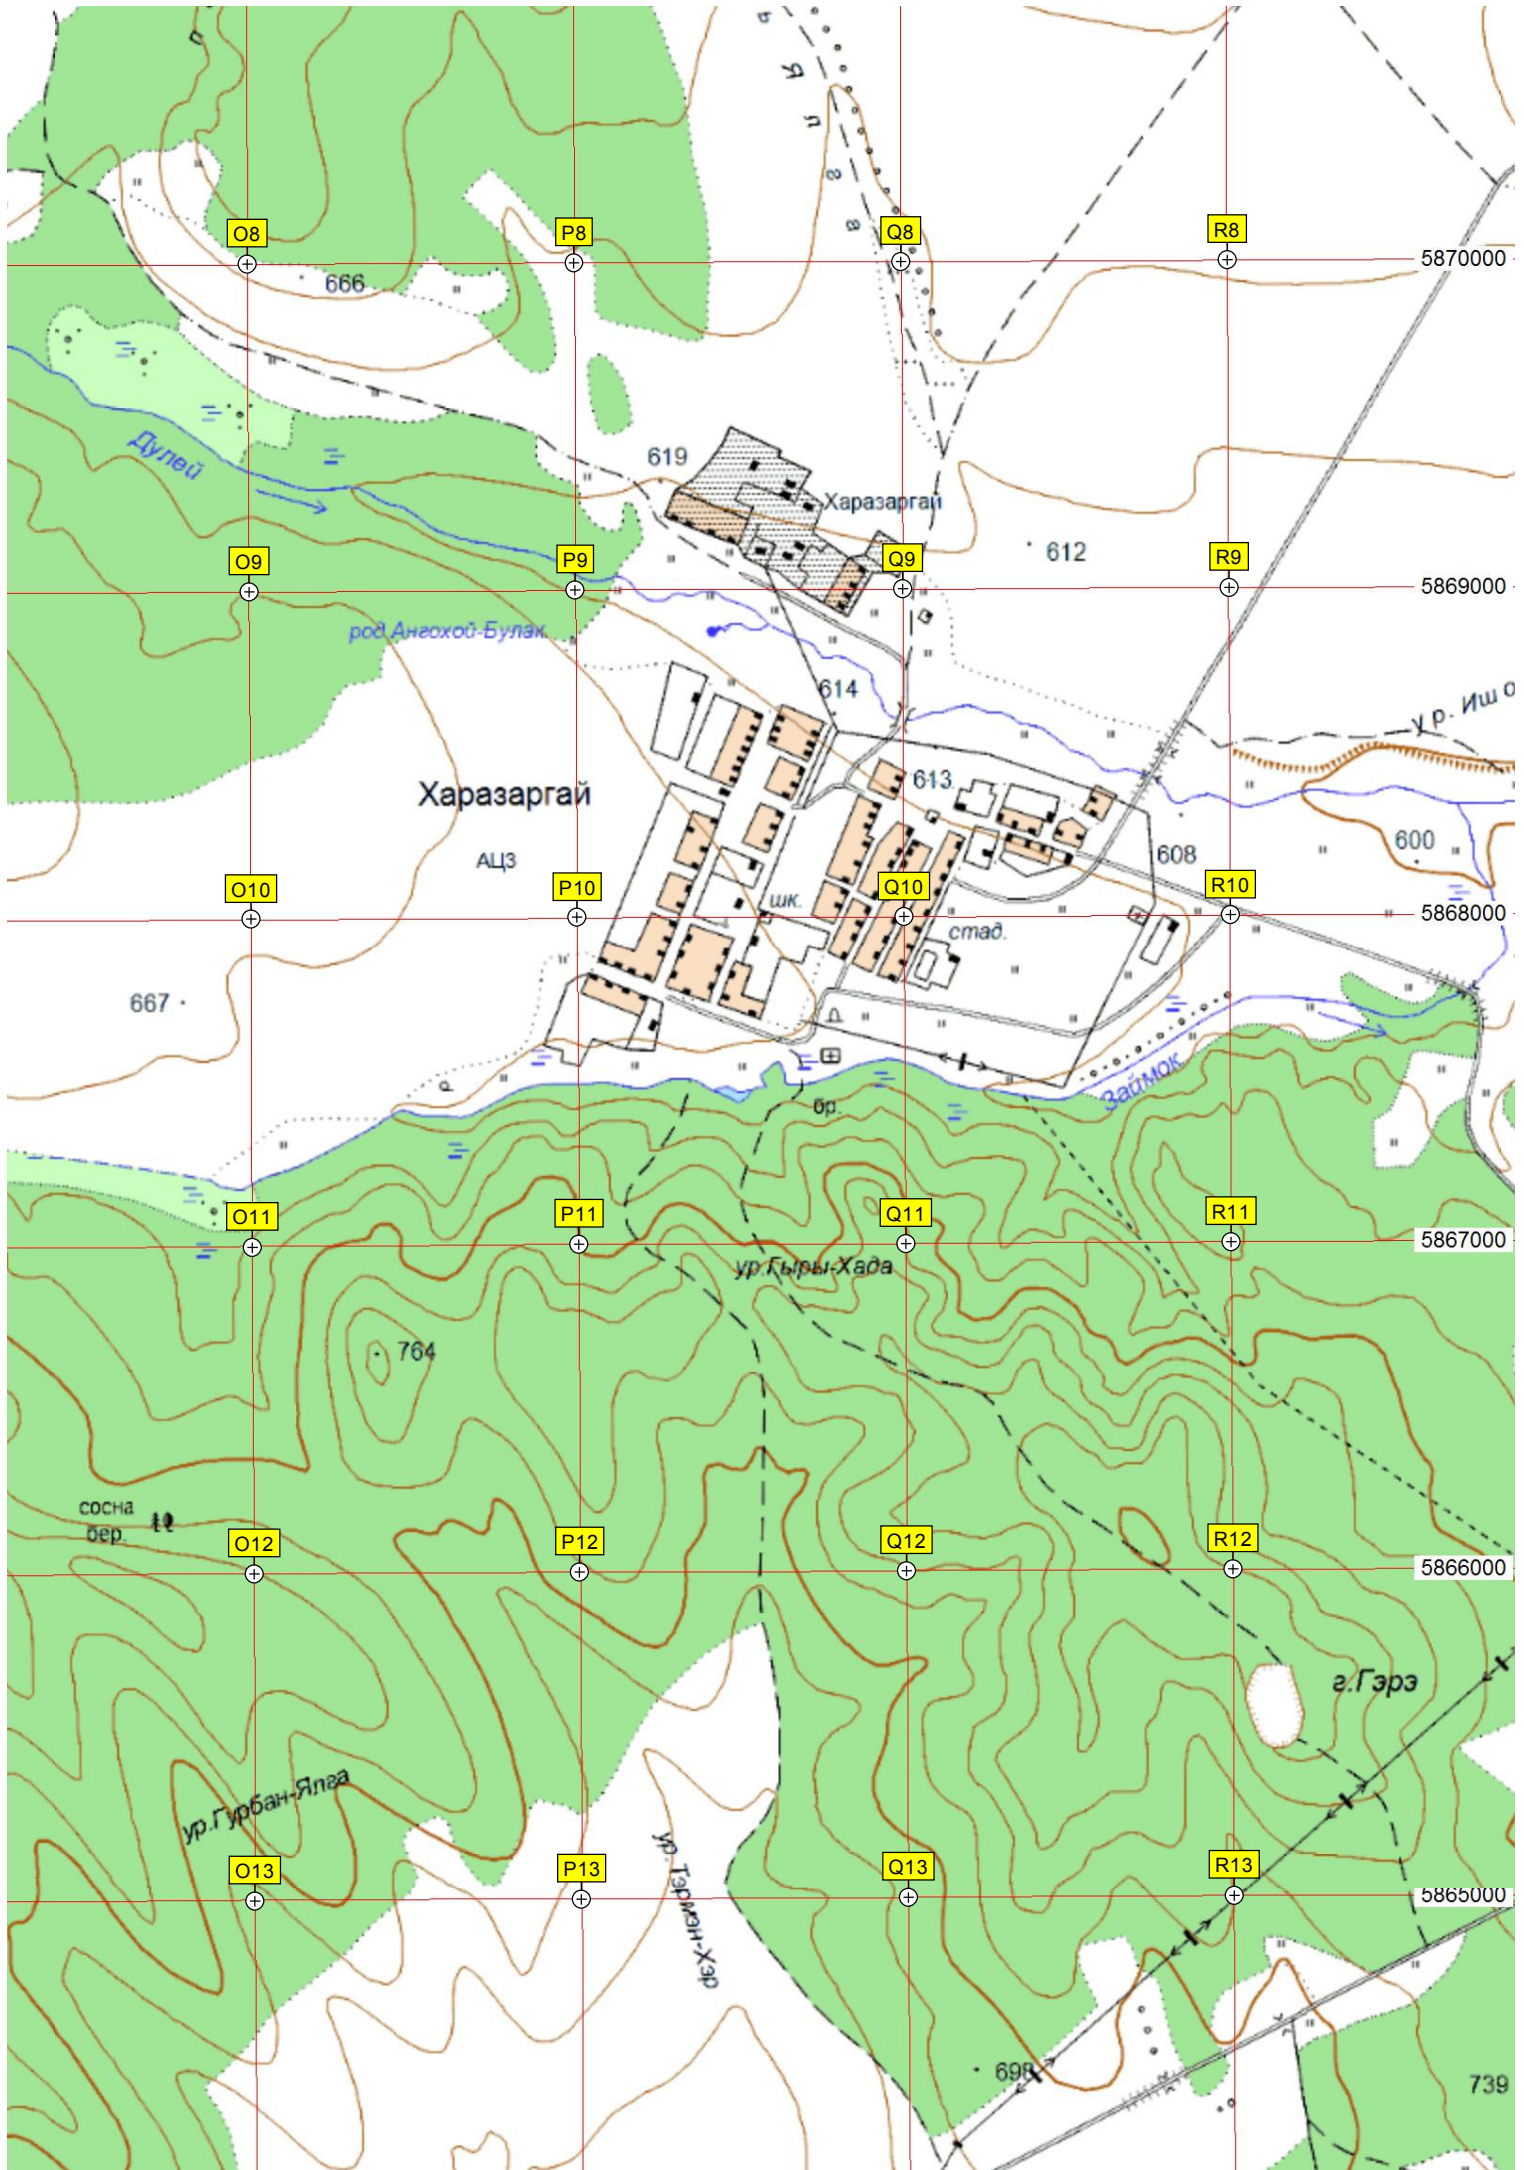 ь
Я
л
г
а
O8
P8
Q8
R8
5870000
666
Дулей
619
Харазаргай
612
O9
P9
Q9
R9
5869000
род.Ангохой-Булак
614
ур. Иш о
Харазаргай
613
600
АЦЗ
608
O10
P10
шк.
Q10
R10
5868000
стад.
667
Займок
бр.
O11
P11
Q11
R11
5867000
ур.Гыры-Хада
764
сосна
бер.
O12
P12
Q12
R12
5866000
г.Гэрэ
ур.Гурбан-Ялга
ур. Тэрмэн-Хэр
O13
P13
Q13
R13
5865000
698
739